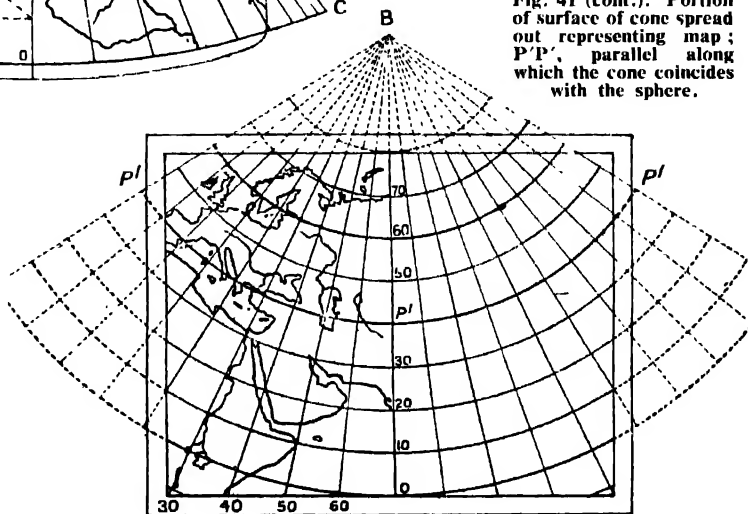 Fig. 41 (cont.). Portion
of surface of cone spread
out representing map ;
P'P', parallel along
which the cone coincides
with the sphere.
C
B
0
P'
P'
70
60
50
P'
30
20
10
0
30 40 50 60